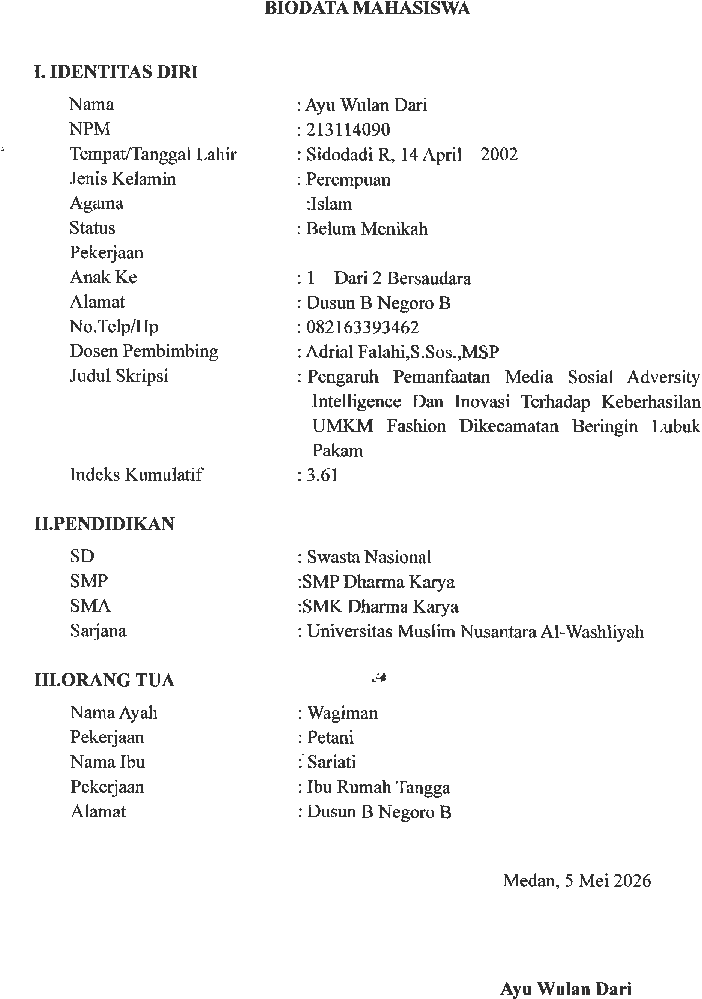 BIODATA MAHASISWA
I. IDENTITAS DIRI
Nama : Ayu Wulan Dari
NPM : 213114090
Tempat/Tanggal Lahir : Sidodadi R, 14 April 2002
Jenis Kelamin : Perempuan
Agama :Islam
Status : Belum Menikah
Pekerjaan
Anak Ke : 1 Dari 2 Bersaudara
Alamat : Dusun B Negoro B
No.Telp/Hp : 082163393462
Dosen Pembimbing : Adrial Falahi,S.Sos.,MSP
Judul Skripsi : Pengaruh Pemanfaatan Media Sosial Adversity
Intelligence Dan Inovasi Terhadap Keberhasilan
UMKM Fashion Dikecamatan Beringin Lubuk
Pakam
Indeks Kumulatif : 3.61
II.PENDIDIKAN
SD : Swasta Nasional
SMP :SMP Dharma Karya
SMA :SMK Dharma Karya
Sarjana : Universitas Muslim Nusantara Al-Washliyah
III.ORANG TUA
Nama Ayah : Wagiman
Pekerjaan : Petani
Nama Ibu : Sariati
Pekerjaan : Ibu Rumah Tangga
Alamat : Dusun B Negoro B
Medan, 5 Mei 2026
Ayu Wulan Dari